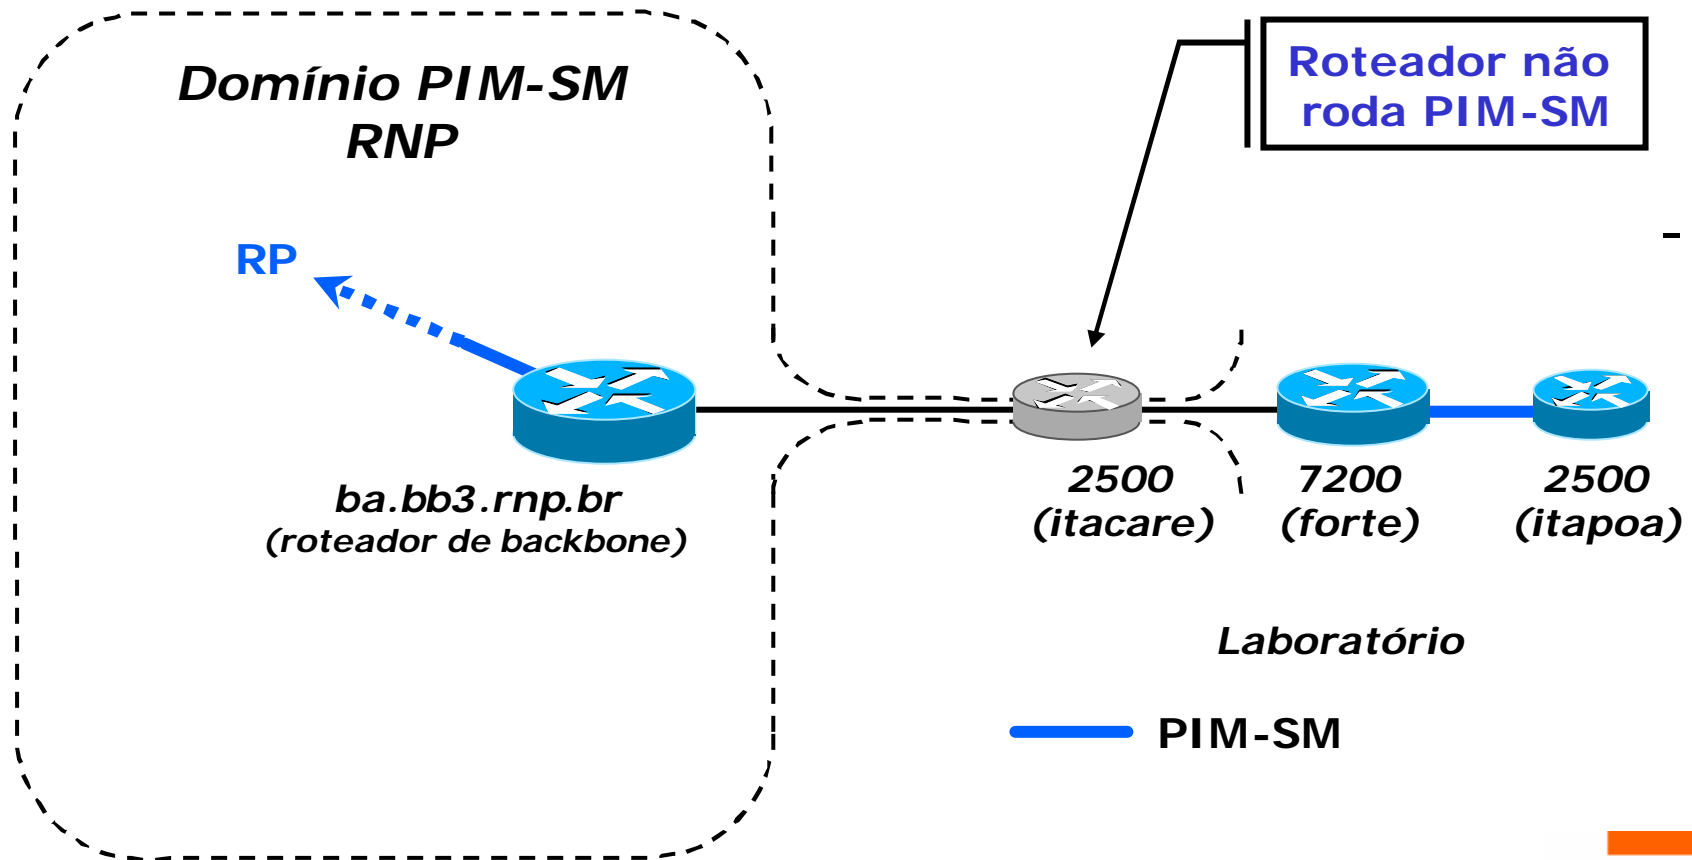 Domínio PIM-SM
RNP
Roteador não
roda PIM-SM
RP
ba.bb3.rnp.br
(roteador de backbone)
2500
(itacare)
7200
(forte)
2500
(itapoa)
Laboratório
PIM-SM